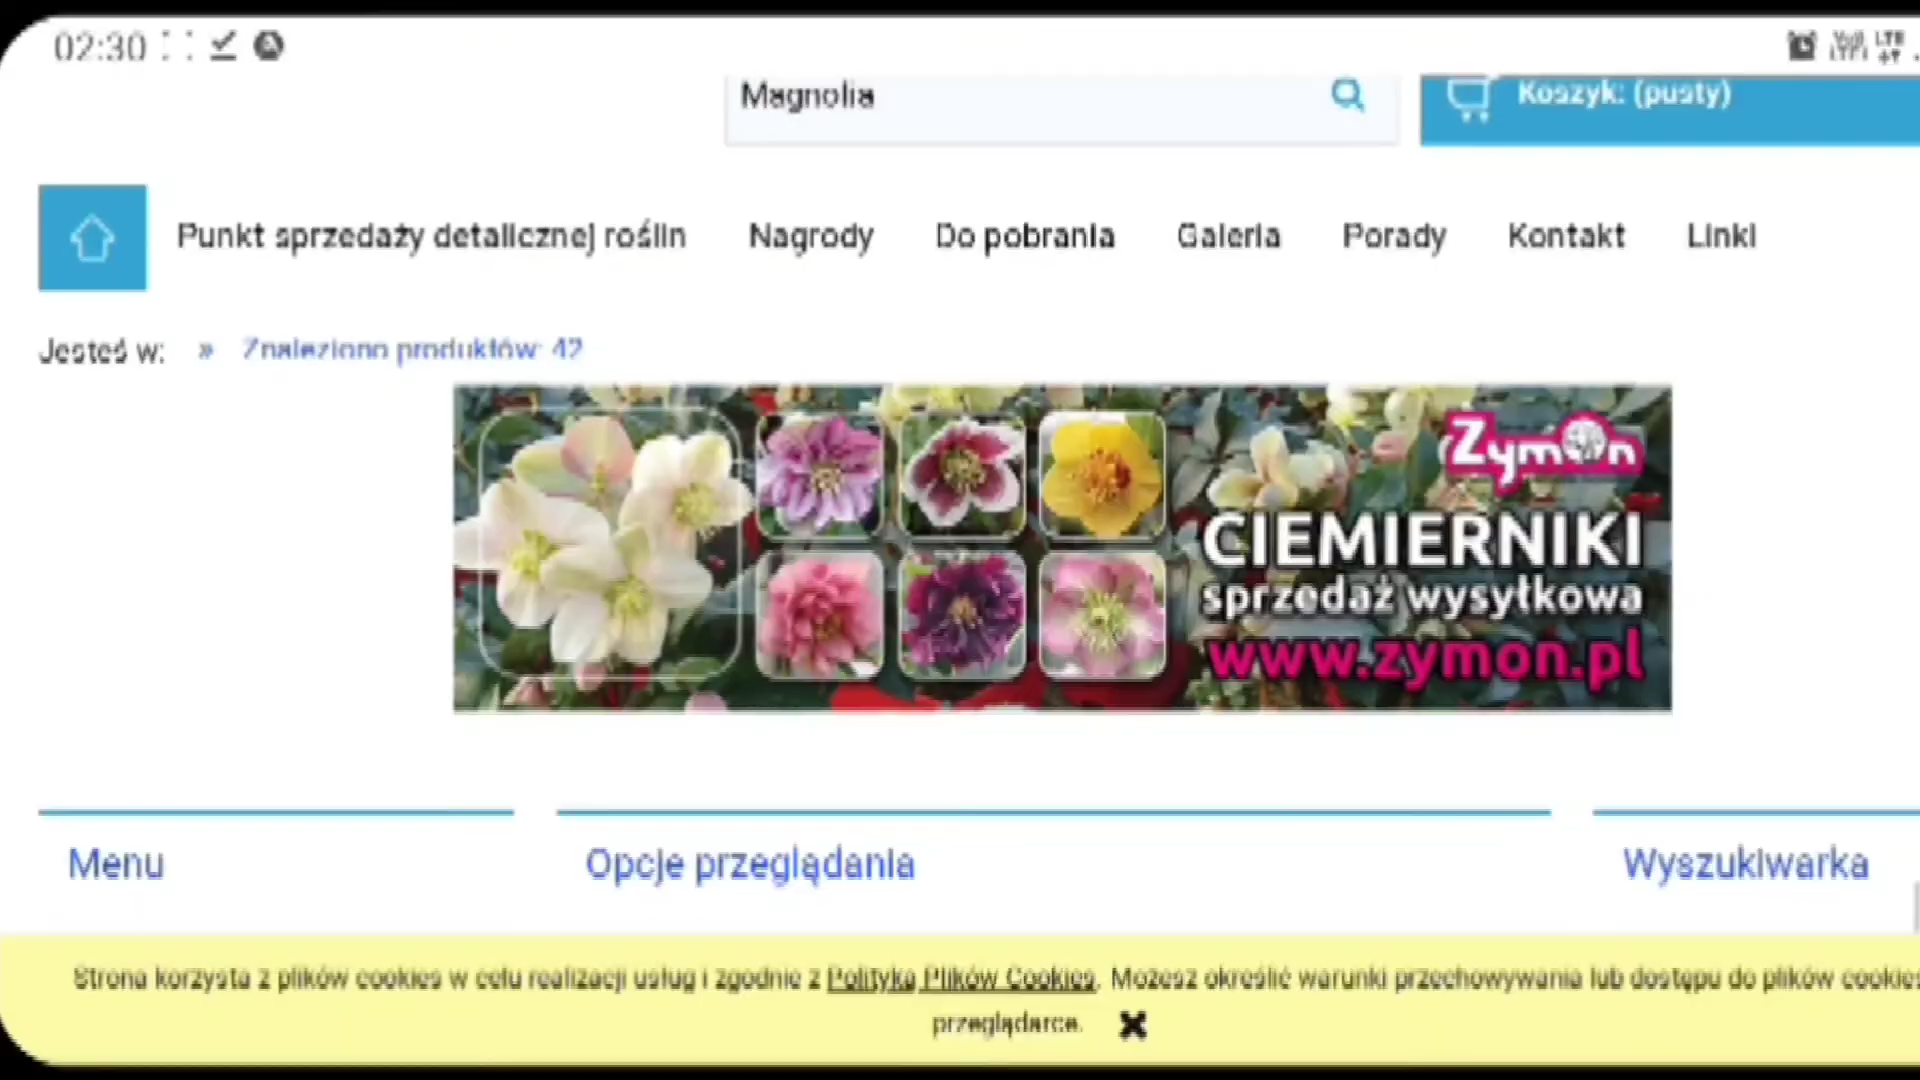 02:30
LTE
Magnolia
Koszyk: (pusty)
Punkt sprzedaży detalicznej roślin Nagrody Do pobrania Galeria Porady Kontakt Linki
Jesteś w: » Znaleziono produktów: 42
Zymon
CIEMIERNIKI
sprzedaż wysyłkowa
www.zymon.pl
Menu
Opcje przeglądania
Wyszukiwarka
Strona korzysta z plików cookies w celu realizacji usług i zgodnie z Polityką Plików Cookies. Możesz określić warunki przechowywania lub dostępu do plików cookies
przeglądarce.